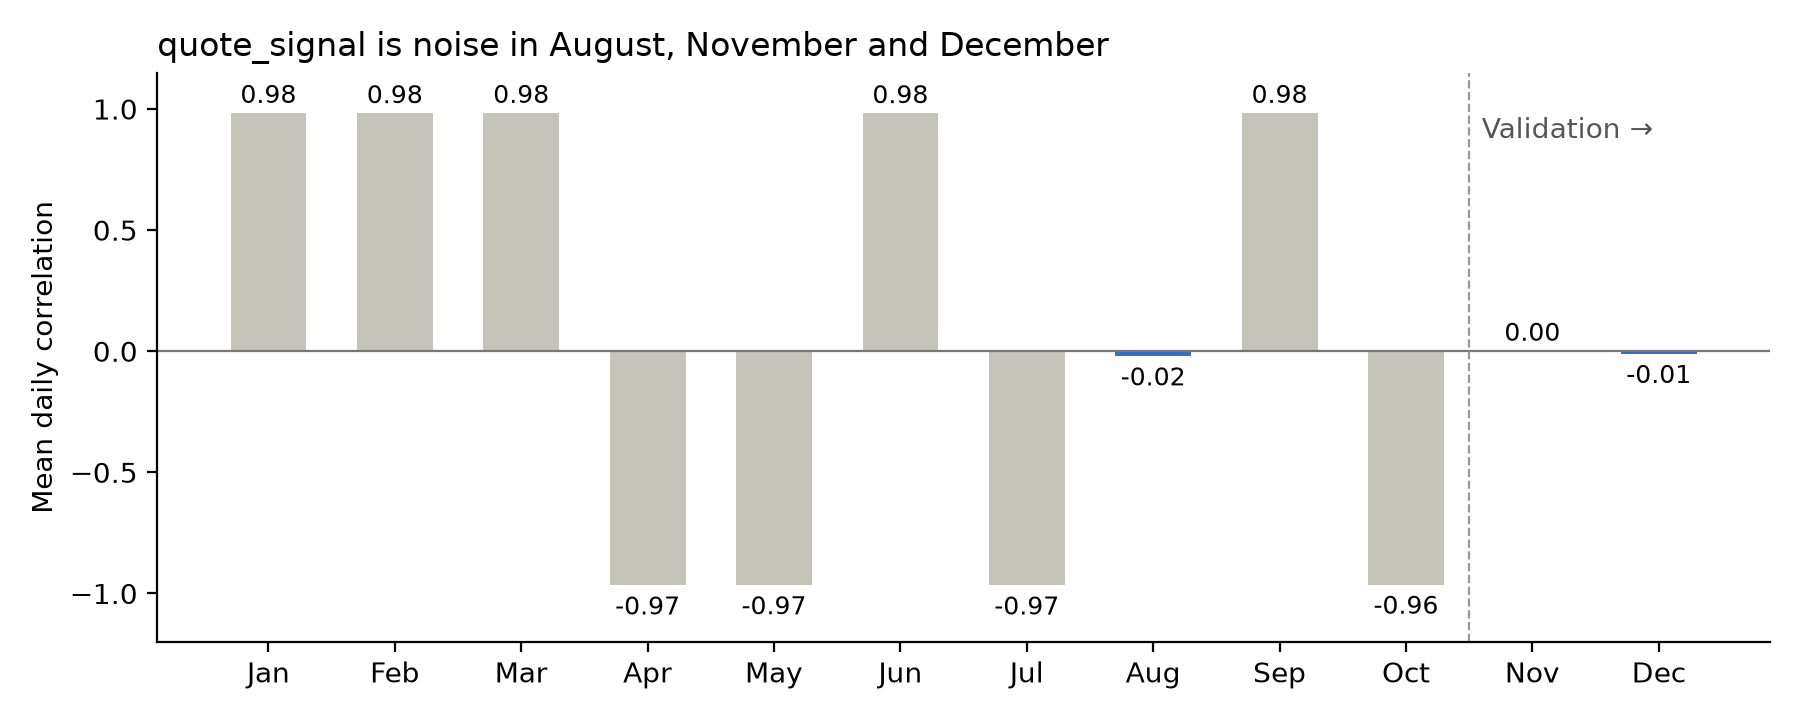 quote_signal is noise in August, November and December
Mean daily correlation
1.0
0.5
0.0
−0.5
−1.0
0.98
0.98
0.98
-0.97
-0.97
0.98
-0.97
-0.02
0.98
-0.96
0.00
-0.01
Validation →
Jan
Feb
Mar
Apr
May
Jun
Jul
Aug
Sep
Oct
Nov
Dec